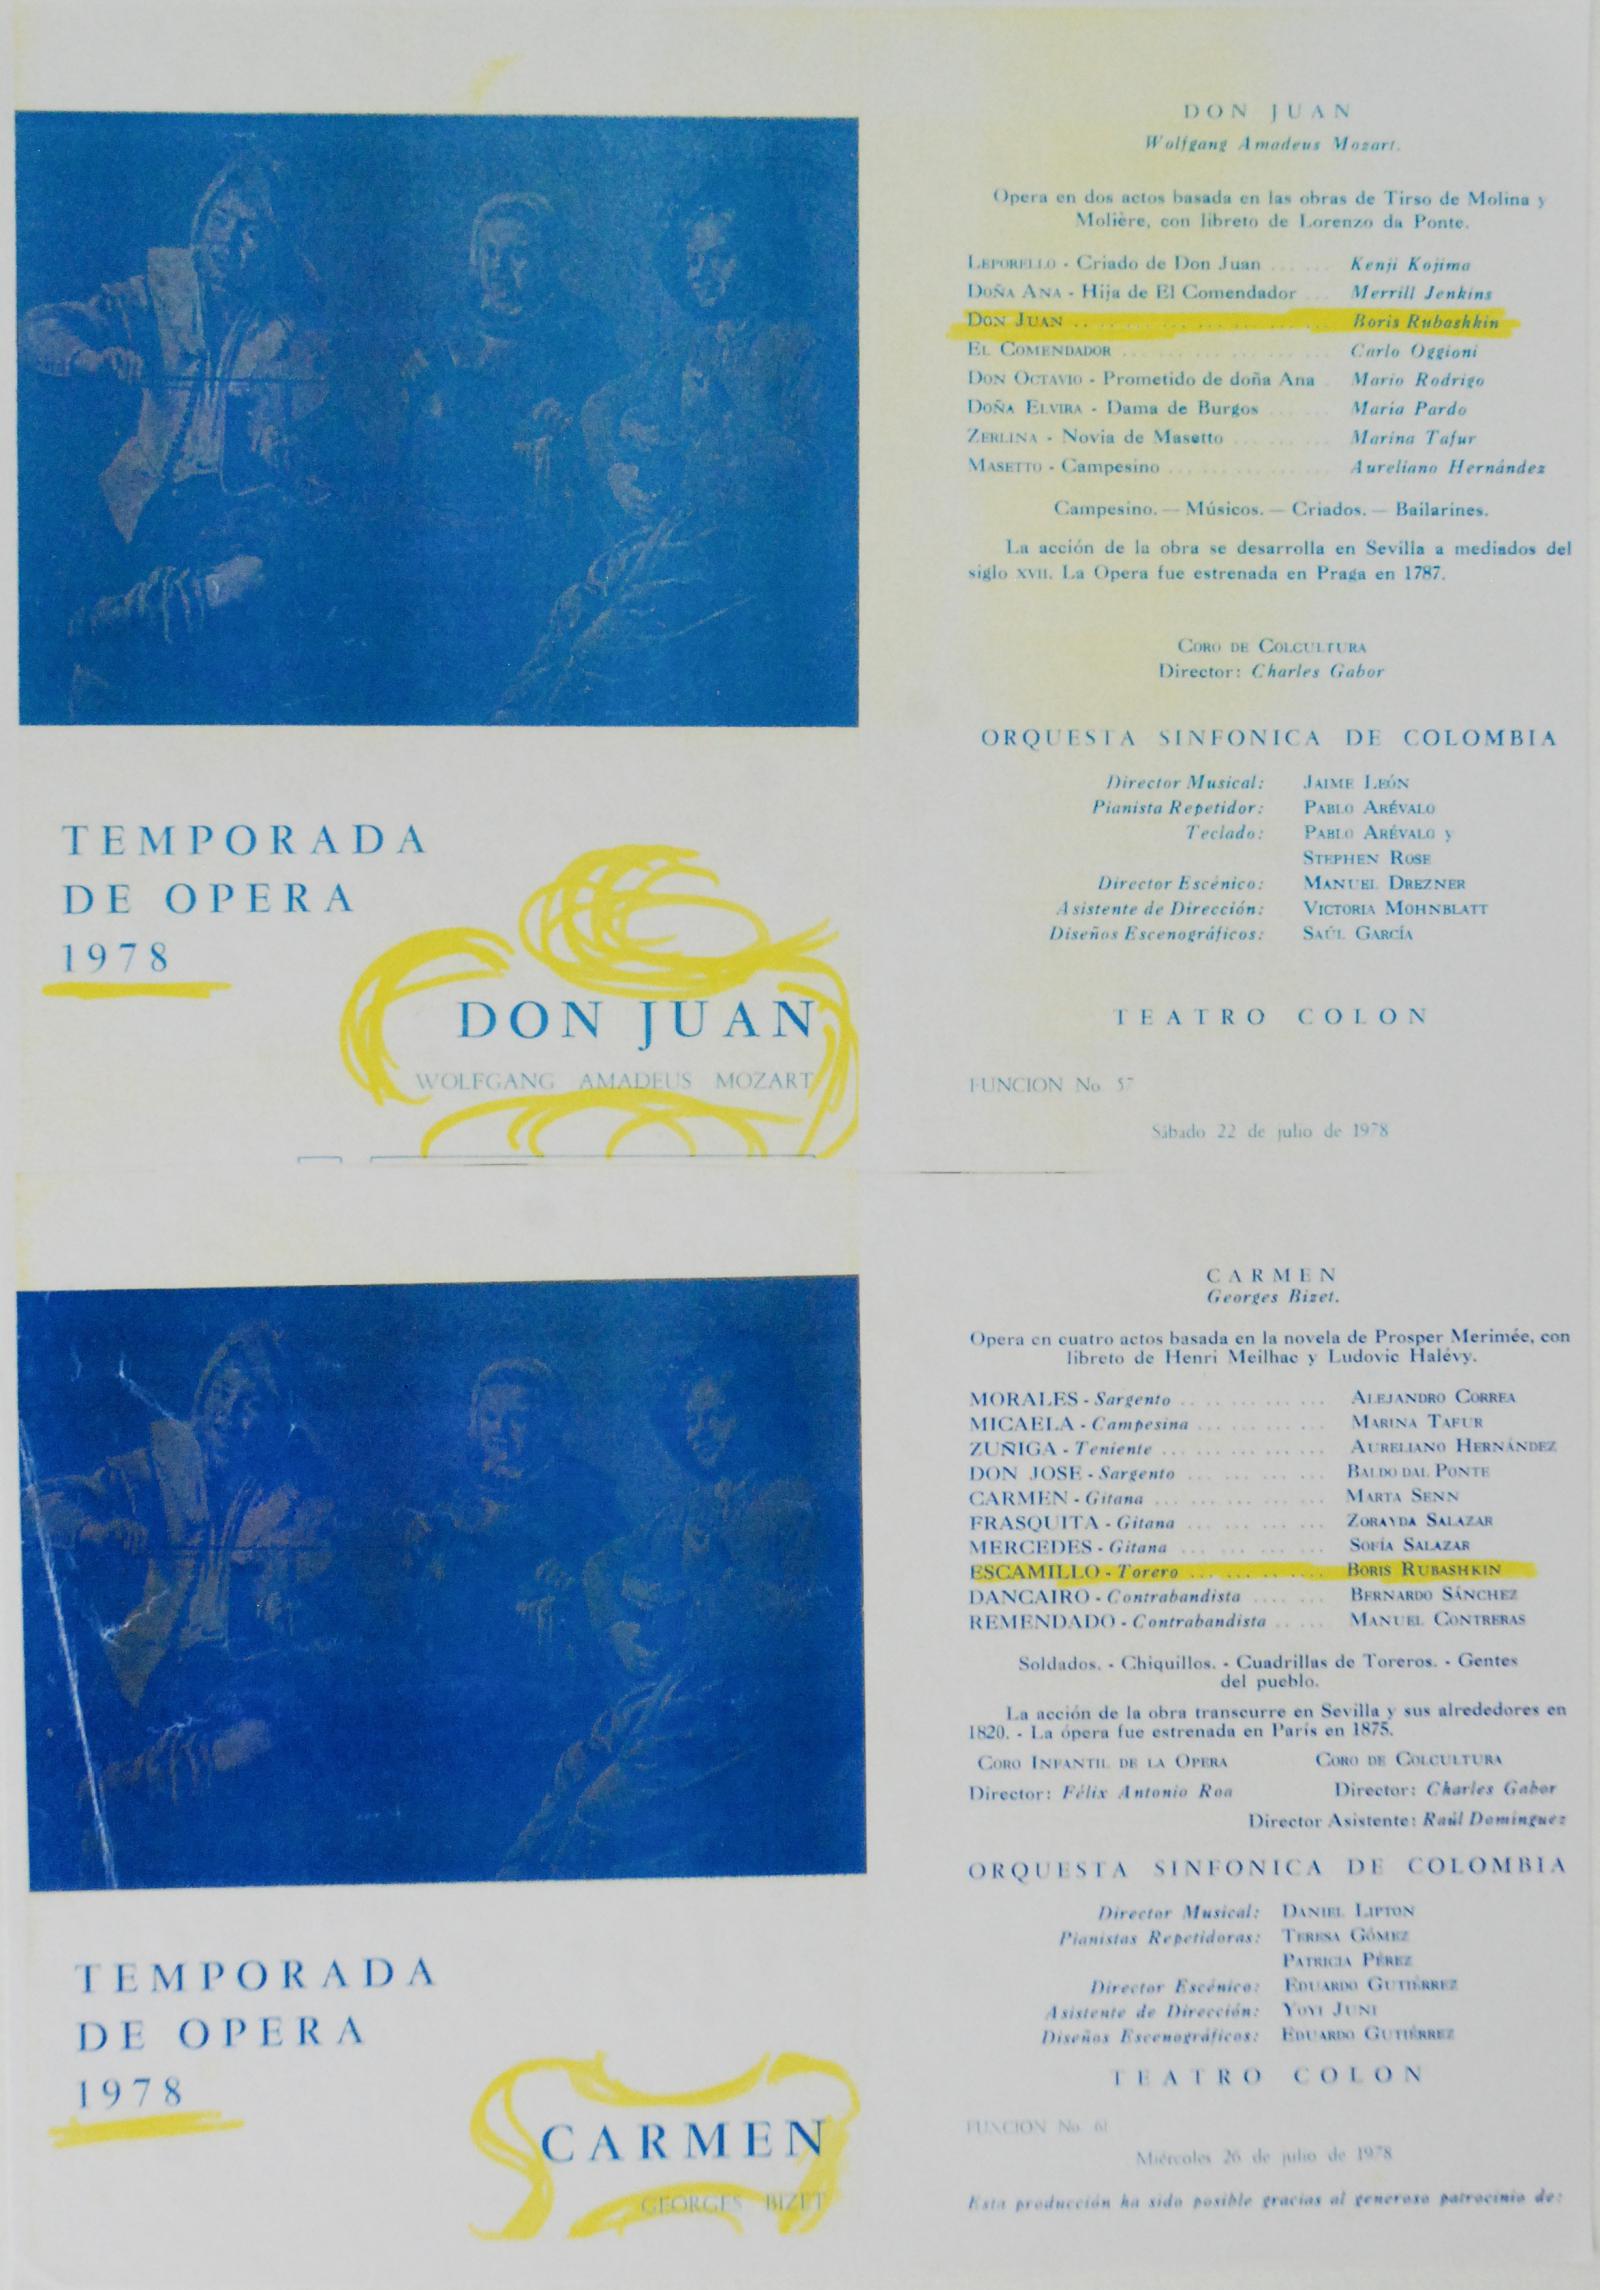 TEMPORADA
DE OPERA
1978
DON JUAN
WOLFGANG AMADEUS MOZART
DON JUAN
Wolfgang Amadeus Mozart.
Opera en dos actos basada en las obras de Tirso de Molina y
Molière, con libreto de Lorenzo da Ponte.
LEPORELLO - Criado de Don Juan ...... Kenji Kojima
DOÑA ANA - Hija de El Comendador ... Merrill Jenkins
DON JUAN .. ... ... ... ... ... ... Boris Rubashkin
EL COMENDADOR ... ... ... ... ... ... Carlo Oggioni
DON OCTAVIO - Prometido de doña Ana . Mario Rodrigo
DOÑA ELVIRA - Dama de Burgos ...... Maria Pardo
ZERLINA - Novia de Masetto ... ... ... Marina Tafur
MASETTO - Campesino ... ... ... ... ... Aureliano Hernández
Campesino. — Músicos. — Criados. — Bailarines.
La acción de la obra se desarrolla en Sevilla a mediados del
siglo XVII. La Opera fue estrenada en Praga en 1787.
CORO DE COLCULTURA
Director: Charles Gabor
ORQUESTA SINFONICA DE COLOMBIA
Director Musical: JAIME LEÓN
Pianista Repetidor: PABLO ARÉVALO
Teclado: PABLO ARÉVALO y
STEPHEN ROSE
Director Escénico: MANUEL DREZNER
Asistente de Dirección: VICTORIA MOHNBLATT
Diseños Escenográficos: SAÚL GARCÍA
TEATRO COLON
FUNCION No. 57
Sábado 22 de julio de 1978
TEMPORADA
DE OPERA
1978
CARMEN
GEORGES BIZET
CARMEN
Georges Bizet.
Opera en cuatro actos basada en la novela de Prosper Merimée, con
libreto de Henri Meilhac y Ludovic Halévy.
MORALES - Sargento .. ... ... ... ... ALEJANDRO CORREA
MICAELA - Campesina ... ... ... ... ... MARINA TAFUR
ZUÑIGA - Teniente ... ... ... ... ... AURELIANO HERNÁNDEZ
DON JOSE - Sargento ... ... ... ... BALDO DAL PONTE
CARMEN - Gitana ... ... ... ... ... MARTA SENN
FRASQUITA - Gitana ... ... ... ... ZORAYDA SALAZAR
MERCEDES - Gitana ... ... ... ... SOFÍA SALAZAR
ESCAMILLO - Torero ... ... .. .. .... BORIS RUBASHKIN
DANCAIRO - Contrabandista .... ... BERNARDO SÁNCHEZ
REMENDADO - Contrabandista .. ... MANUEL CONTRERAS
Soldados. - Chiquillos. - Cuadrillas de Toreros. - Gentes
del pueblo.
La acción de la obra transcurre en Sevilla y sus alrededores en
1820. - La ópera fue estrenada en París en 1875.
CORO INFANTIL DE LA OPERA CORO DE COLCULTURA
Director: Félix Antonio Roa Director: Charles Gabor
Director Asistente: Raúl Domínguez
ORQUESTA SINFONICA DE COLOMBIA
Director Musical: DANIEL LIPTON
Pianistas Repetidoras: TERESA GÓMEZ
PATRICIA PÉREZ
Director Escénico: EDUARDO GUTIÉRREZ
Asistente de Dirección: YOYI JUNI
Diseños Escenográficos: EDUARDO GUTIÉRREZ
TEATRO COLON
FUNCION No. 61
Miércoles 26 de julio de 1978
Esta producción ha sido posible gracias al generoso patrocinio de: